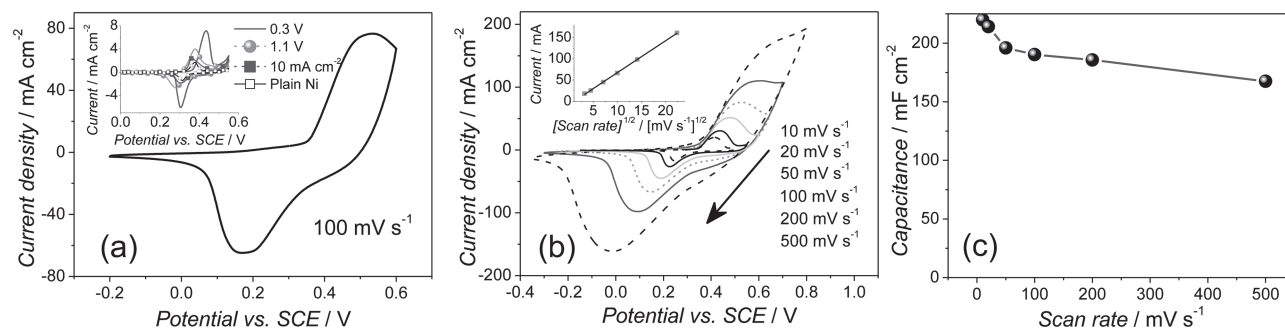 80
40
0
-40
-80
-0.2
0.0
0.2
0.4
0.6
Current density / mA cm-2
Potential vs. SCE / V
(a)
100 mV s-1
8
4
0
-4
0.0
0.2
0.4
0.6
Current / mA cm-2
Potential vs. SCE / V
0.3 V
1.1 V
10 mA cm-2
Plain Ni
200
100
0
-100
-200
-0.4
-0.2
0.0
0.2
0.4
0.6
0.8
1.0
Current density / mA cm-2
Potential vs. SCE / V
(b)
150
100
50
0
5
10
15
20
Current / mA
[Scan rate]1/2 / [mV s-1]1/2
10 mV s-1
20 mV s-1
50 mV s-1
100 mV s-1
200 mV s-1
500 mV s-1
200
150
100
50
0
0
100
200
300
400
500
Capacitance / mF cm-2
Scan rate / mV s-1
(c)